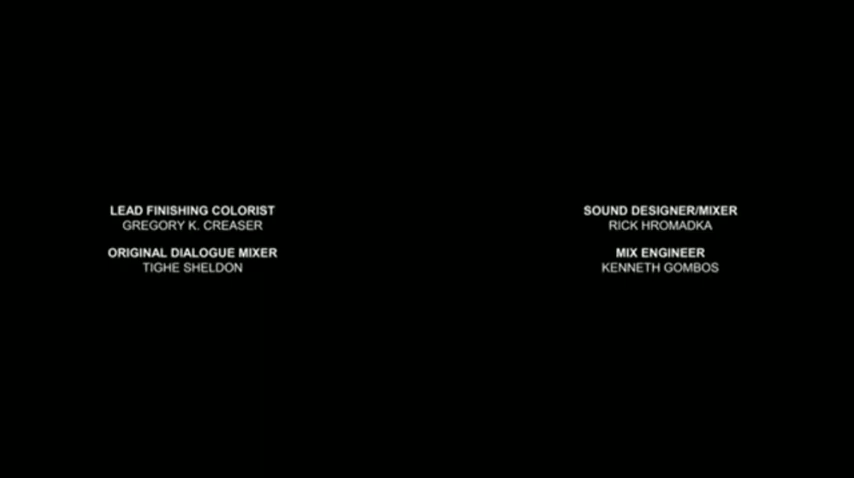 LEAD FINISHING COLORIST
GREGORY K. CREASER
ORIGINAL DIALOGUE MIXER
TIGHE SHELDON
SOUND DESIGNER/MIXER
RICK HROMADKA
MIX ENGINEER
KENNETH GOMBOS